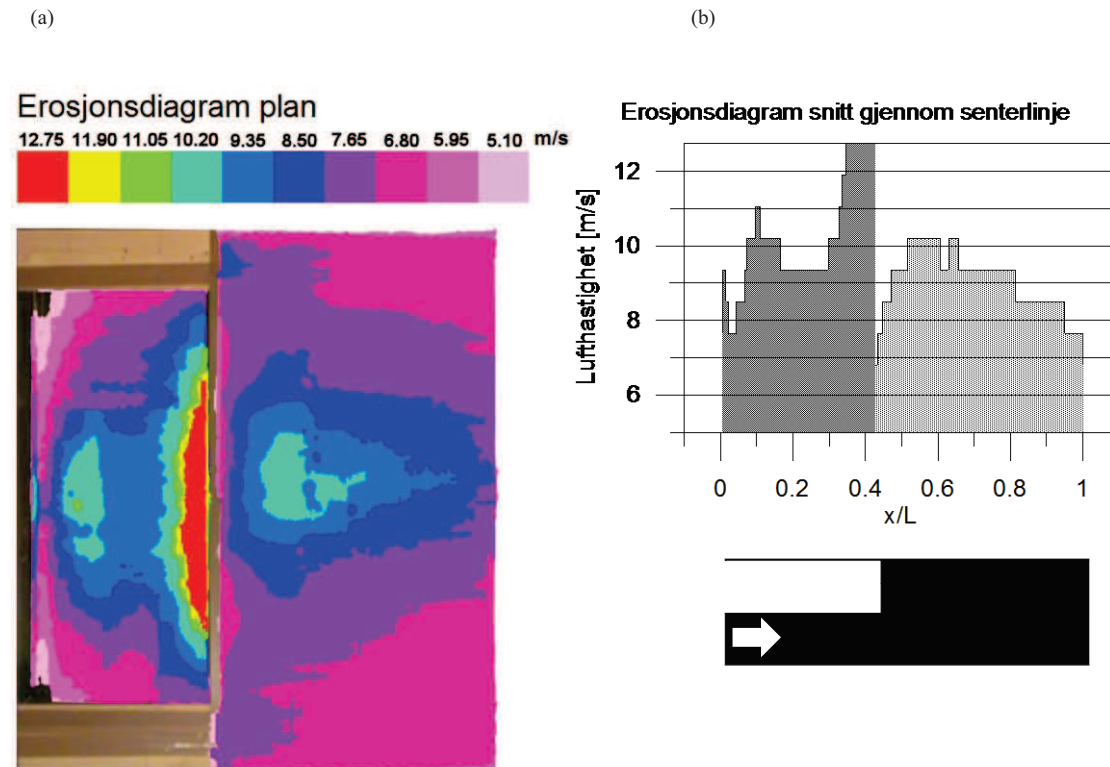 (a)
Erosjonsdiagram plan
12.75 11.90 11.05 10.20 9.35 8.50 7.65 6.80 5.95 5.10 m/s
(b)
Erosjonsdiagram snitt gjennom senterlinje
Lufthastighet [m/s]
12
10
8
6
0 0.2 0.4 0.6 0.8 1
x/L